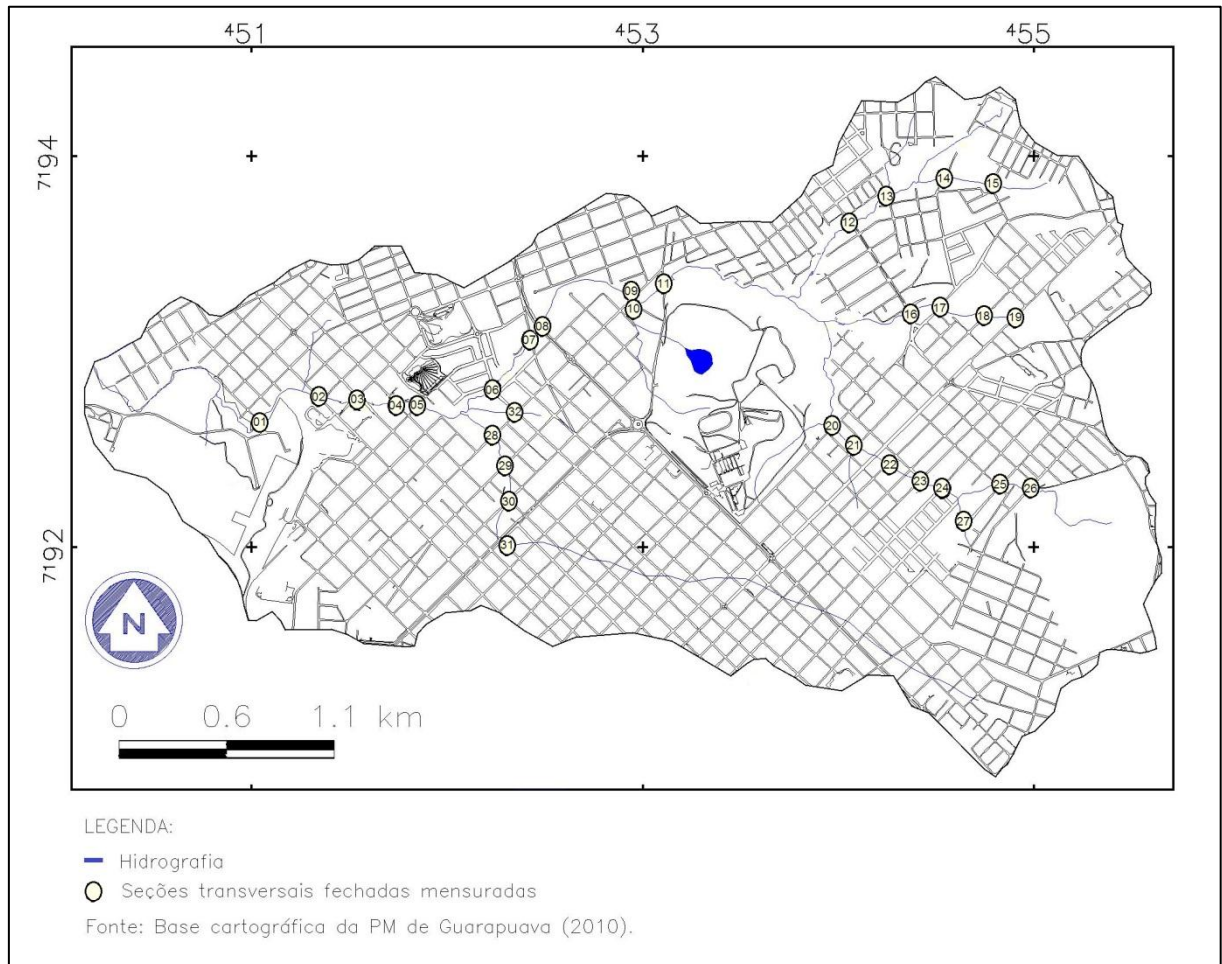 451 453 455
7194
15
14
13
12
11
09
10
16 17 18 19
08
07
06
02 03 04 05
32
01
20
28
21
29
22
23 24 25 26
30
27
31
7192
N
0 0.6 1.1 km
LEGENDA:
Hidrografia
Seções transversais fechadas mensuradas
Fonte: Base cartográfica da PM de Guarapuava (2010).